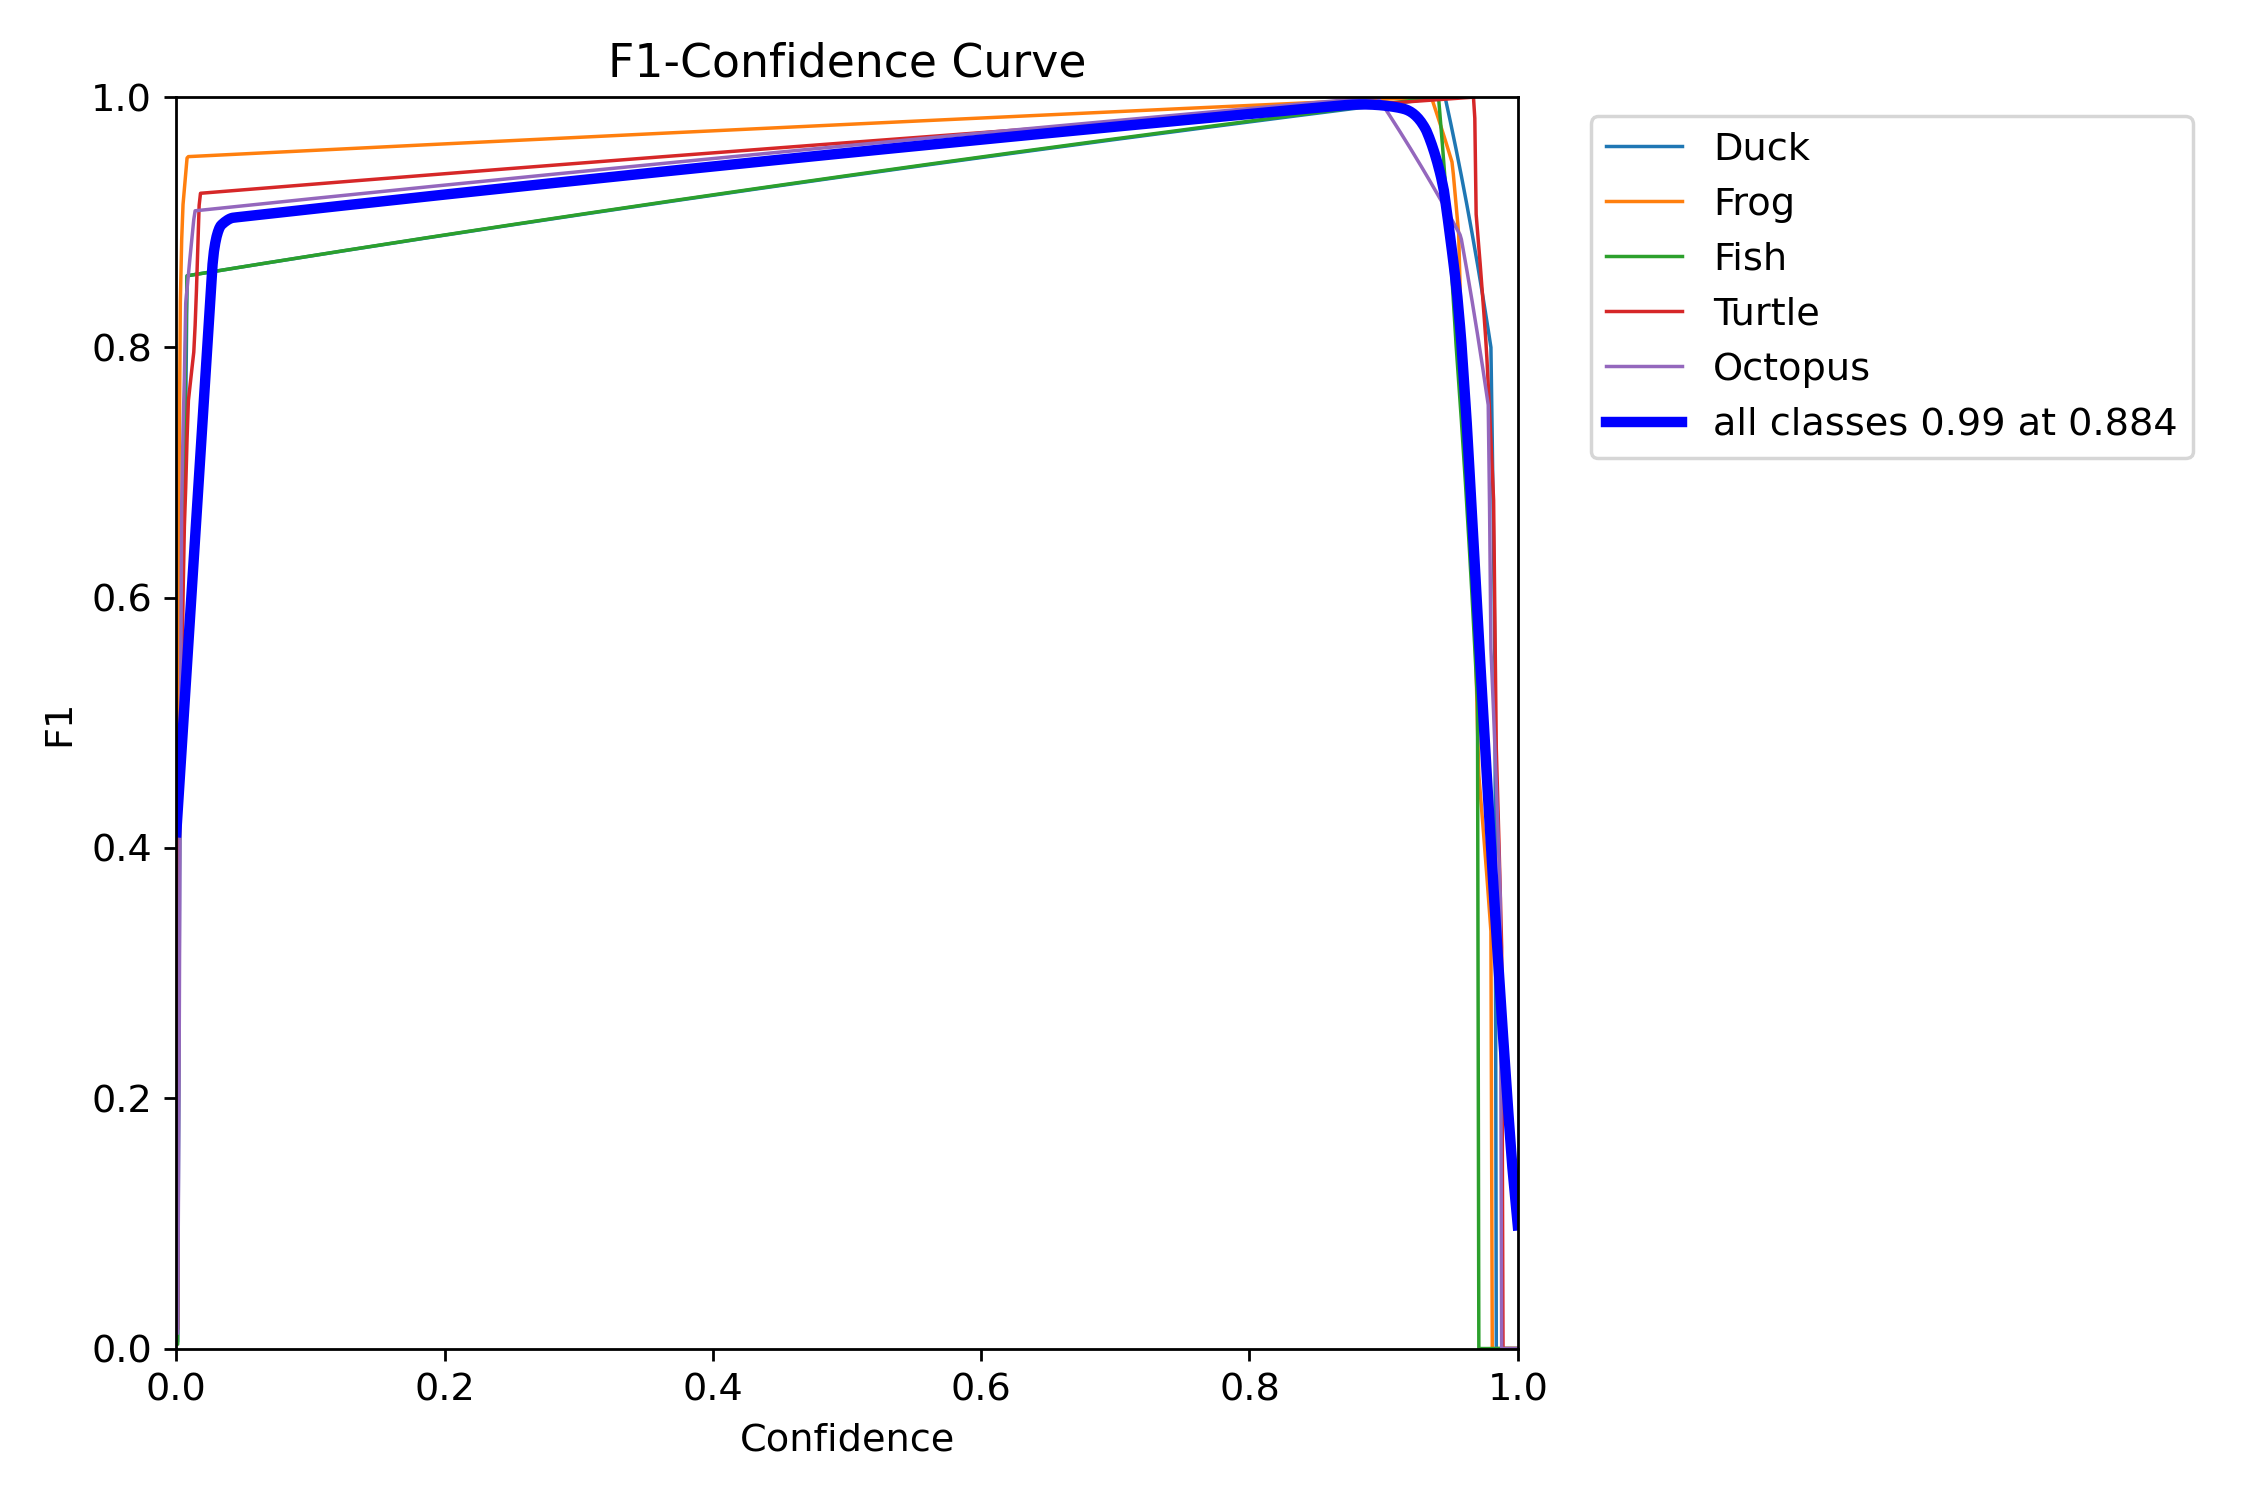 F1-Confidence Curve
1.0
0.8
0.6
0.4
0.2
0.0
F1
0.0 0.2 0.4 0.6 0.8 1.0
Confidence
Duck
Frog
Fish
Turtle
Octopus
all classes 0.99 at 0.884